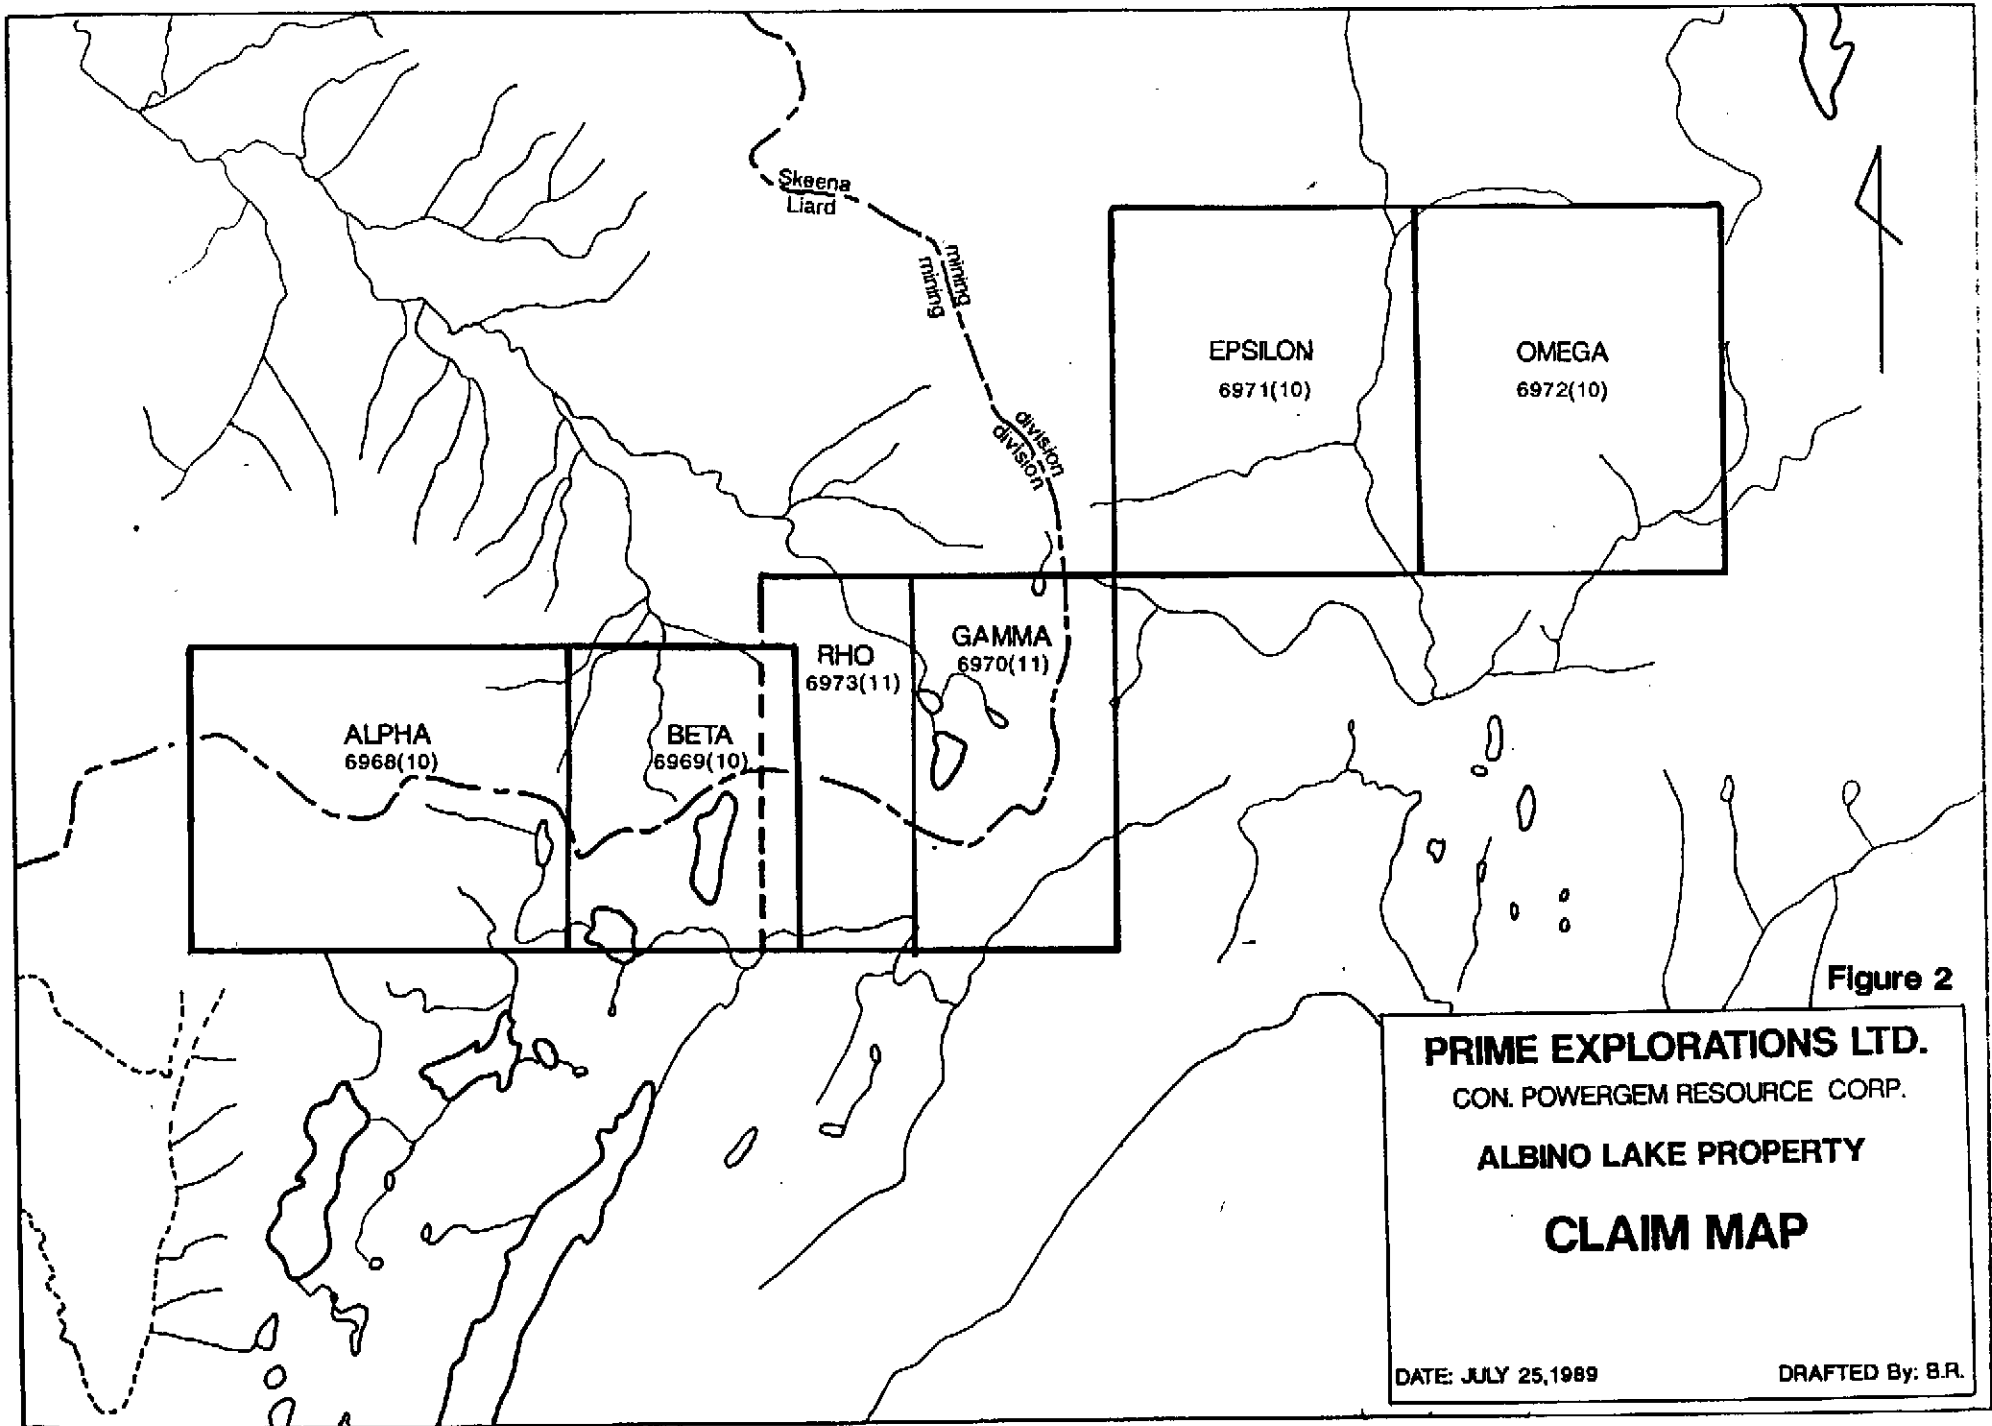 Skeena
Liard
mining
mining
division
division
EPSILON
6971(10)
OMEGA
6972(10)
RHO
6973(11)
GAMMA
6970(11)
ALPHA
6968(10)
BETA
6969(10)
Figure 2
PRIME EXPLORATIONS LTD.
CON. POWERGEM RESOURCE CORP.
ALBINO LAKE PROPERTY
CLAIM MAP
DATE: JULY 25,1989
DRAFTED By: B.R.